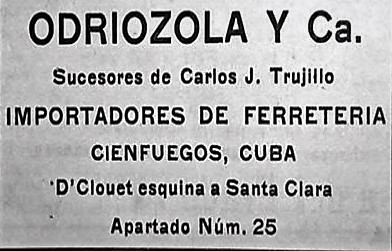 ODRIOZOLA Y Ca.
Sucesores de Carlos J. Trujillo
IMPORTADORES DE FERRETERIA
CIENFUEGOS, CUBA
D'Clouet esquina a Santa Clara
Apartado Núm. 25